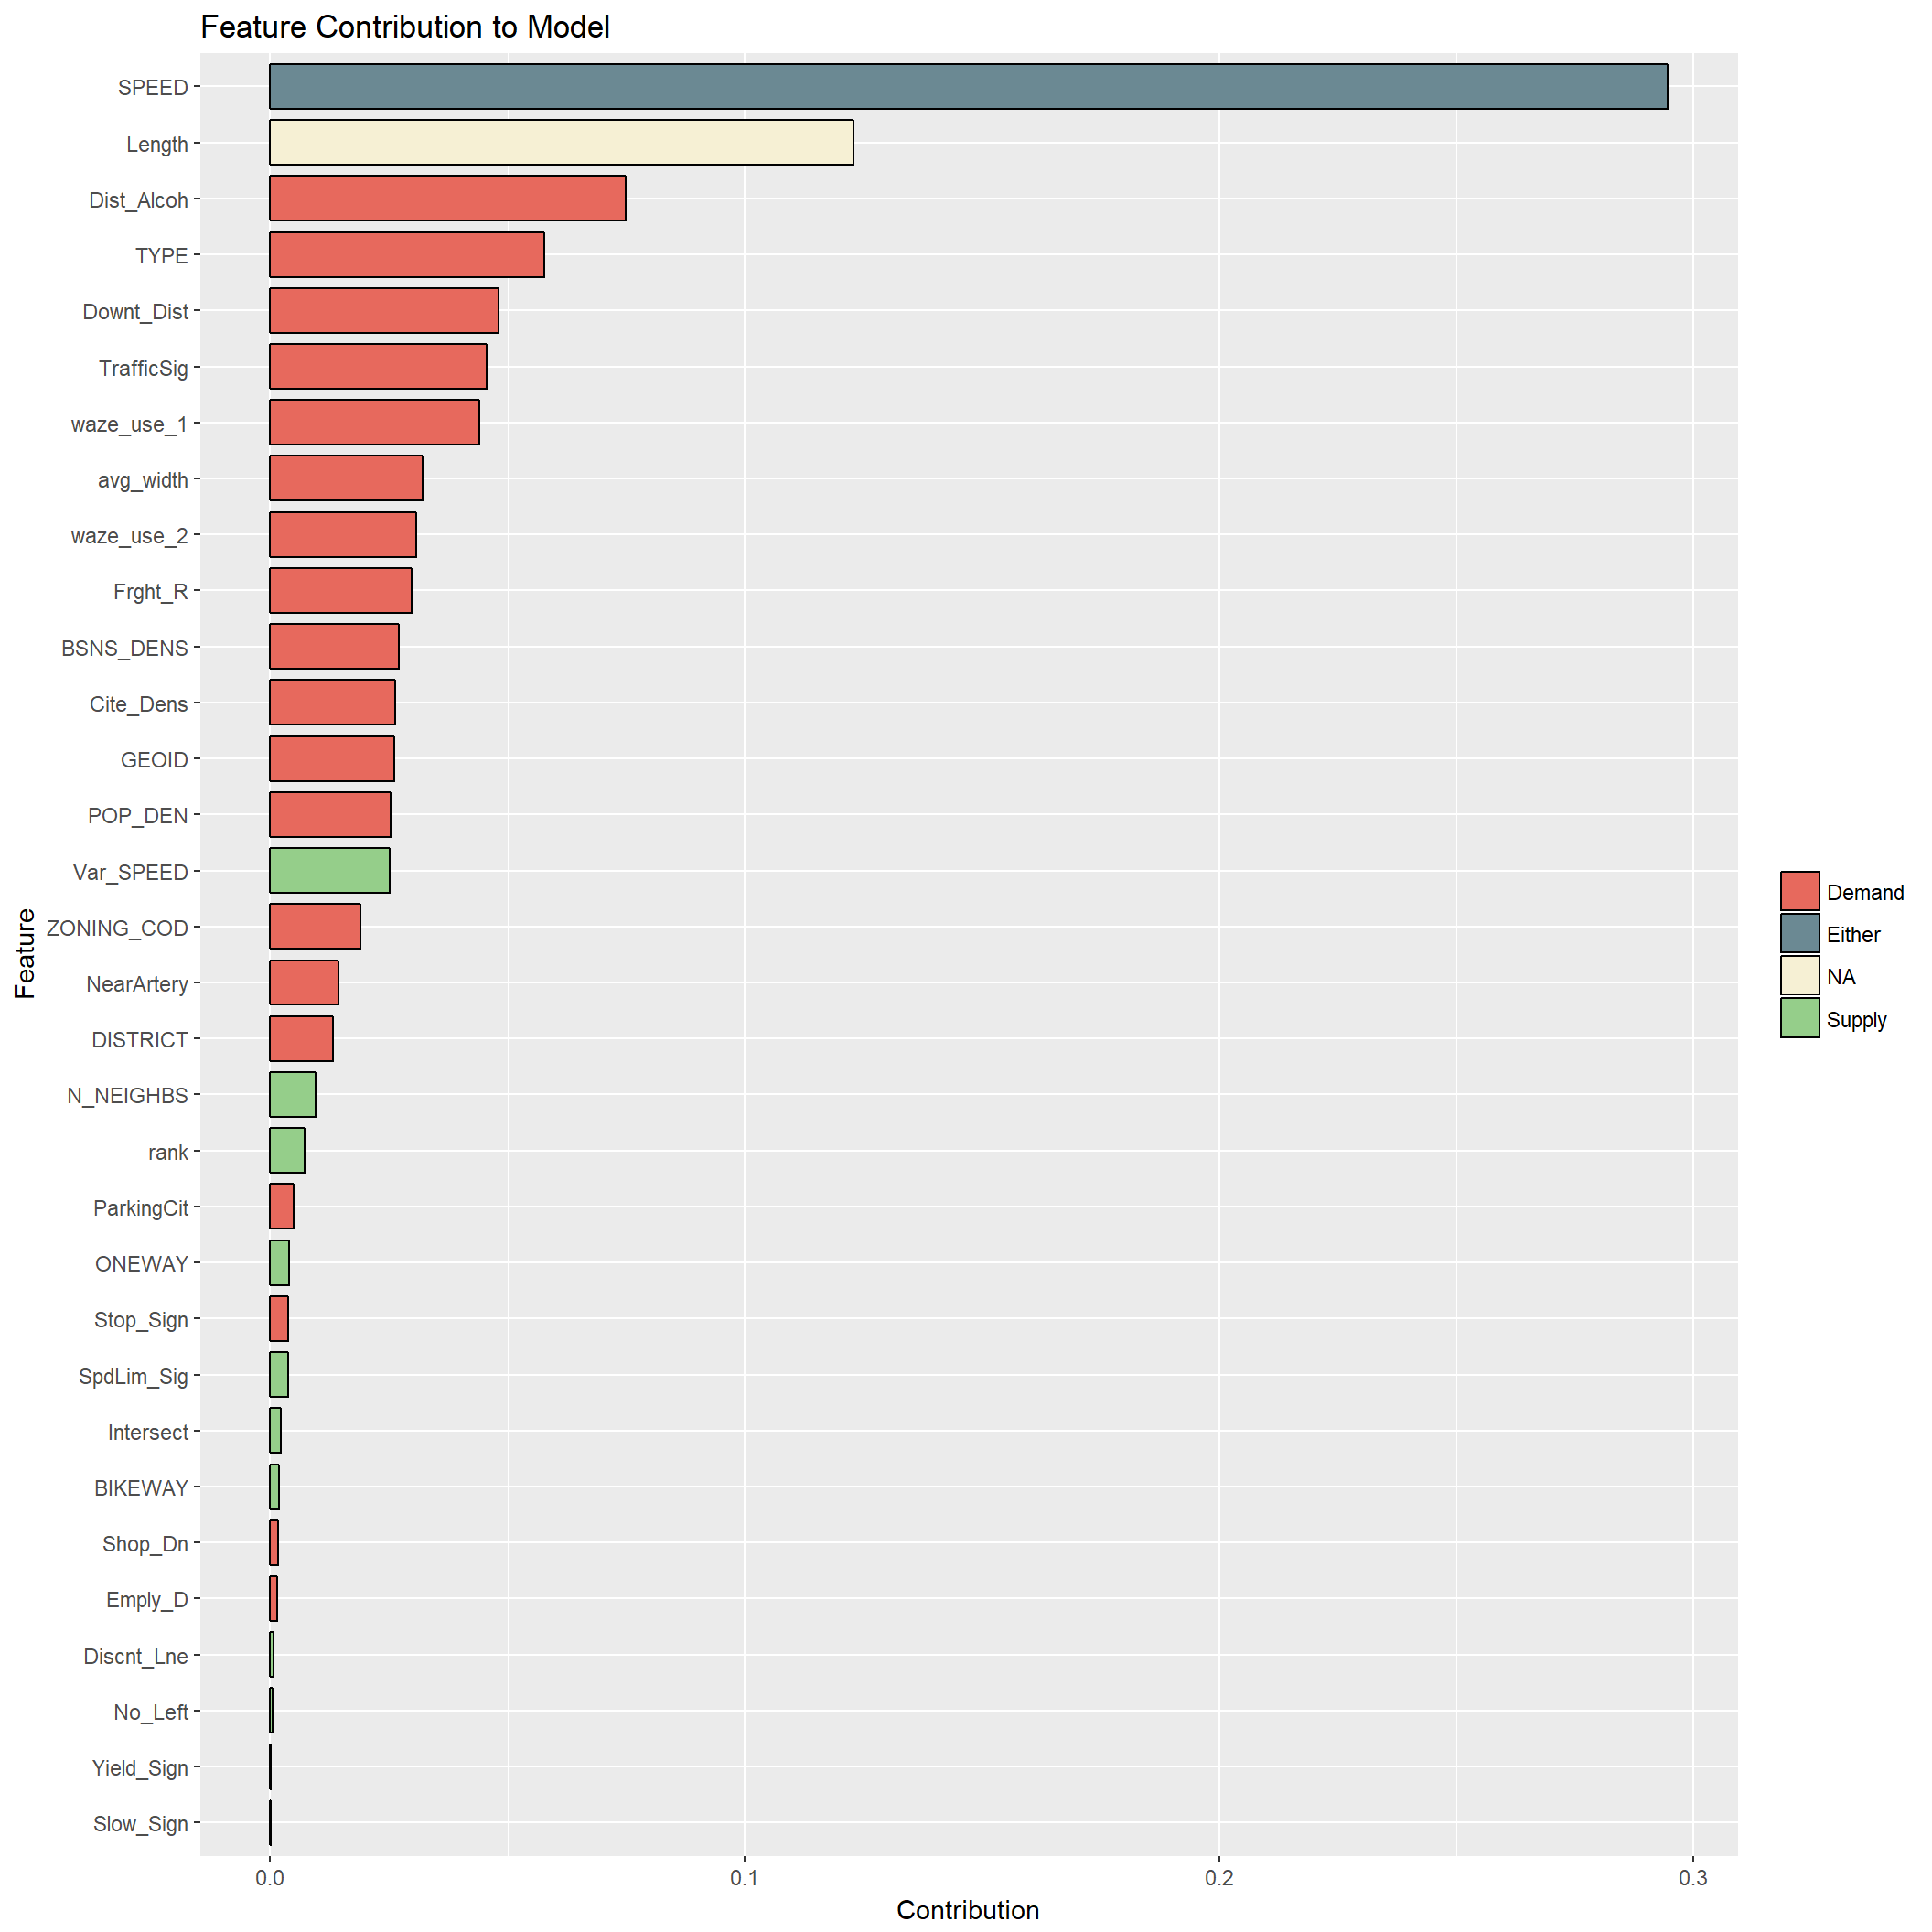 Feature Contribution to Model
SPEED
Length
Dist_Alcoh
TYPE
Downt_Dist
TrafficSig
waze_use_1
avg_width
waze_use_2
Frght_R
BSNS_DENS
Cite_Dens
GEOID
POP_DEN
Var_SPEED
ZONING_COD
NearArtery
DISTRICT
N_NEIGHBS
rank
ParkingCit
ONEWAY
Stop_Sign
SpdLim_Sig
Intersect
BIKEWAY
Shop_Dn
Emply_D
Discnt_Lne
No_Left
Yield_Sign
Slow_Sign
Feature
0.0 0.1 0.2 0.3
Contribution
Demand
Either
NA
Supply